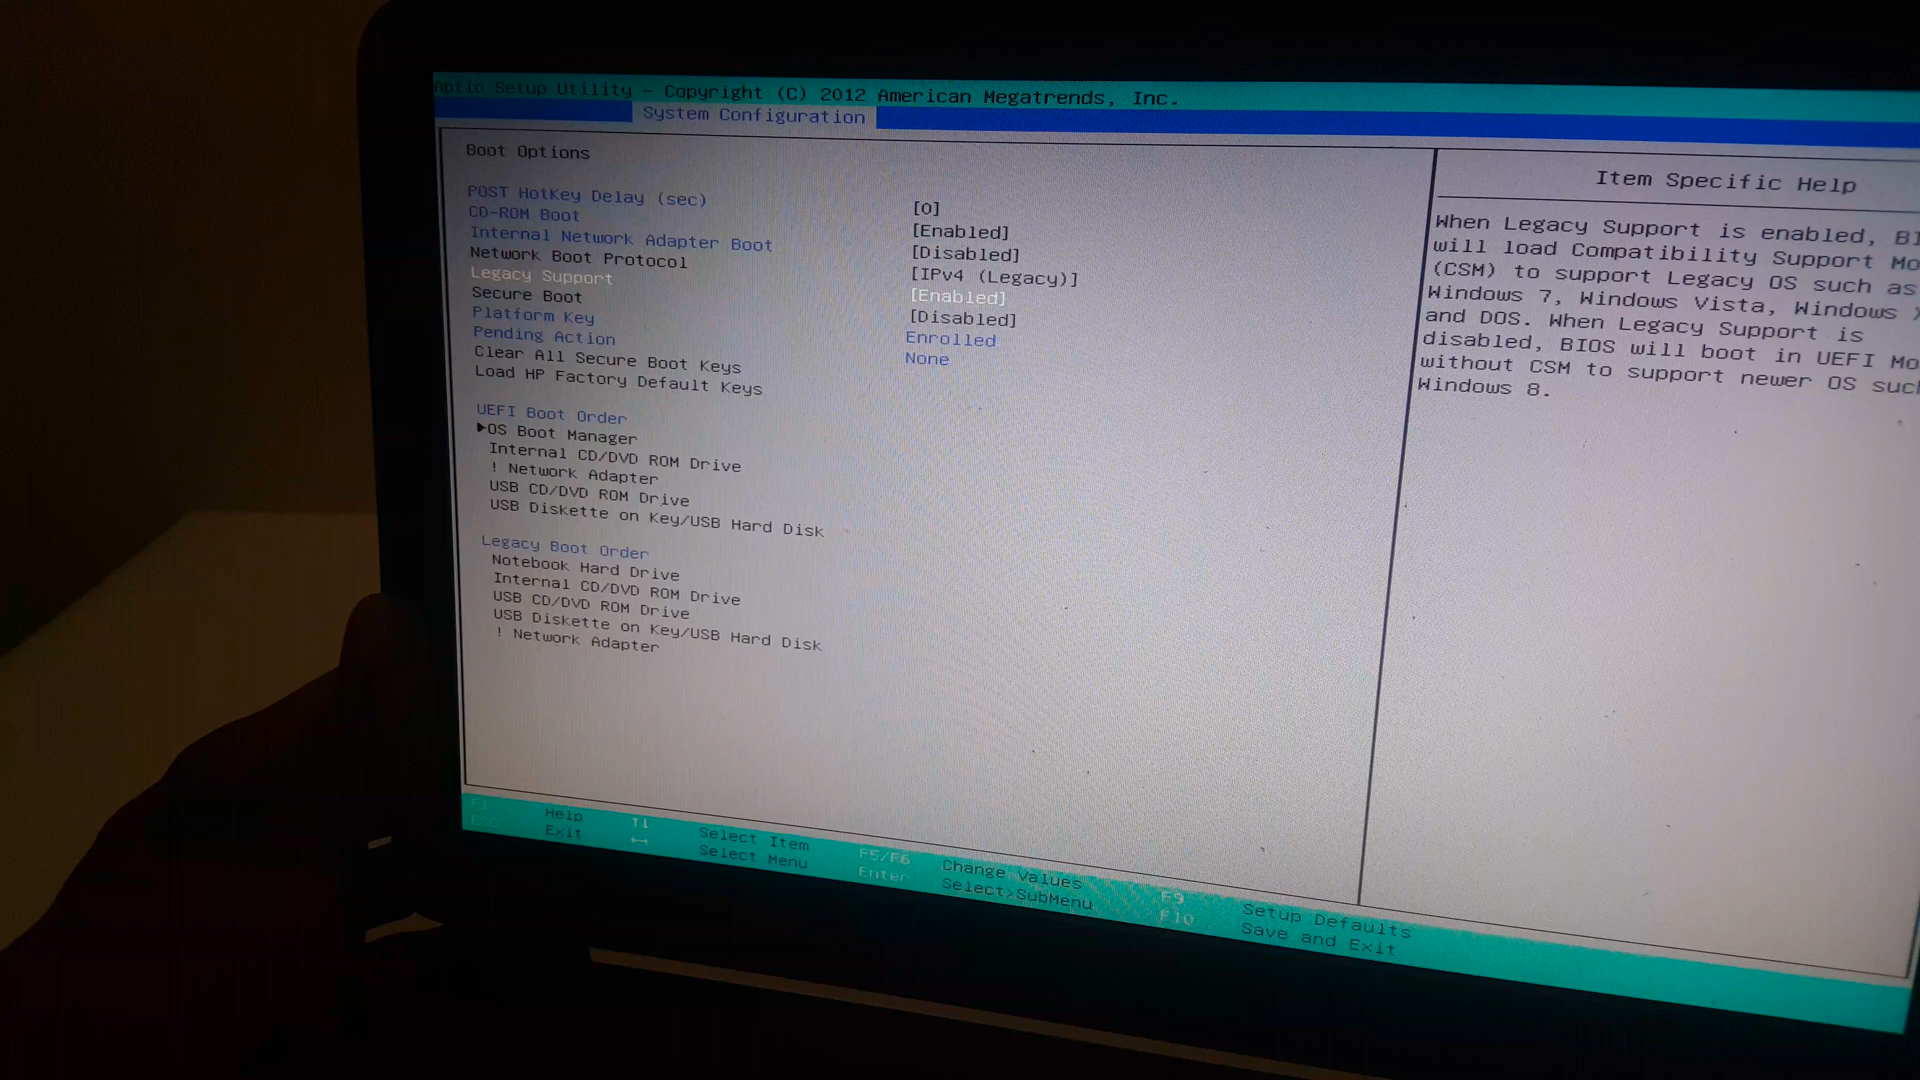 Aptio Setup Utility - Copyright (C) 2012 American Megatrends, Inc.
System Configuration
Boot Options
POST HotKey Delay (sec) [0]
CD-ROM Boot [Enabled]
Internal Network Adapter Boot [Disabled]
Network Boot Protocol [IPv4 (Legacy)]
Legacy Support [Enabled]
Secure Boot [Disabled]
Platform Key Enrolled
Pending Action None
Clear All Secure Boot Keys
Load HP Factory Default Keys
UEFI Boot Order
▶OS Boot Manager
Internal CD/DVD ROM Drive
! Network Adapter
USB CD/DVD ROM Drive
USB Diskette on Key/USB Hard Disk
Legacy Boot Order
Notebook Hard Drive
Internal CD/DVD ROM Drive
USB CD/DVD ROM Drive
USB Diskette on Key/USB Hard Disk
! Network Adapter
Item Specific Help
When Legacy Support is enabled, BI
will load Compatibility Support Mo
(CSM) to support Legacy OS such as
Windows 7, Windows Vista, Windows
and DOS. When Legacy Support is
disabled, BIOS will boot in UEFI Mo
without CSM to support newer OS such
Windows 8.
F1 Help ↑↓ Select Item F5/F6 Change Values F9 Setup Defaults
ESC Exit ↔ Select Menu Enter Select>SubMenu F10 Save and Exit